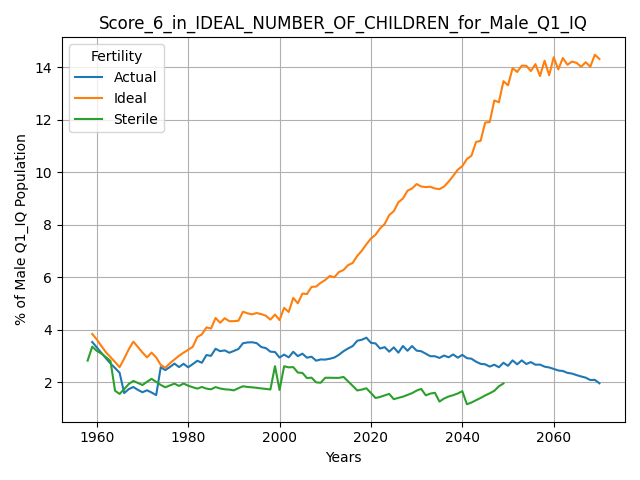 Score_6_in_IDEAL_NUMBER_OF_CHILDREN_for_Male_Q1_IQ
Fertility
Actual
Ideal
Sterile
% of Male Q1_IQ Population
14
12
10
8
6
4
2
1960
1980
2000
2020
2040
2060
Years